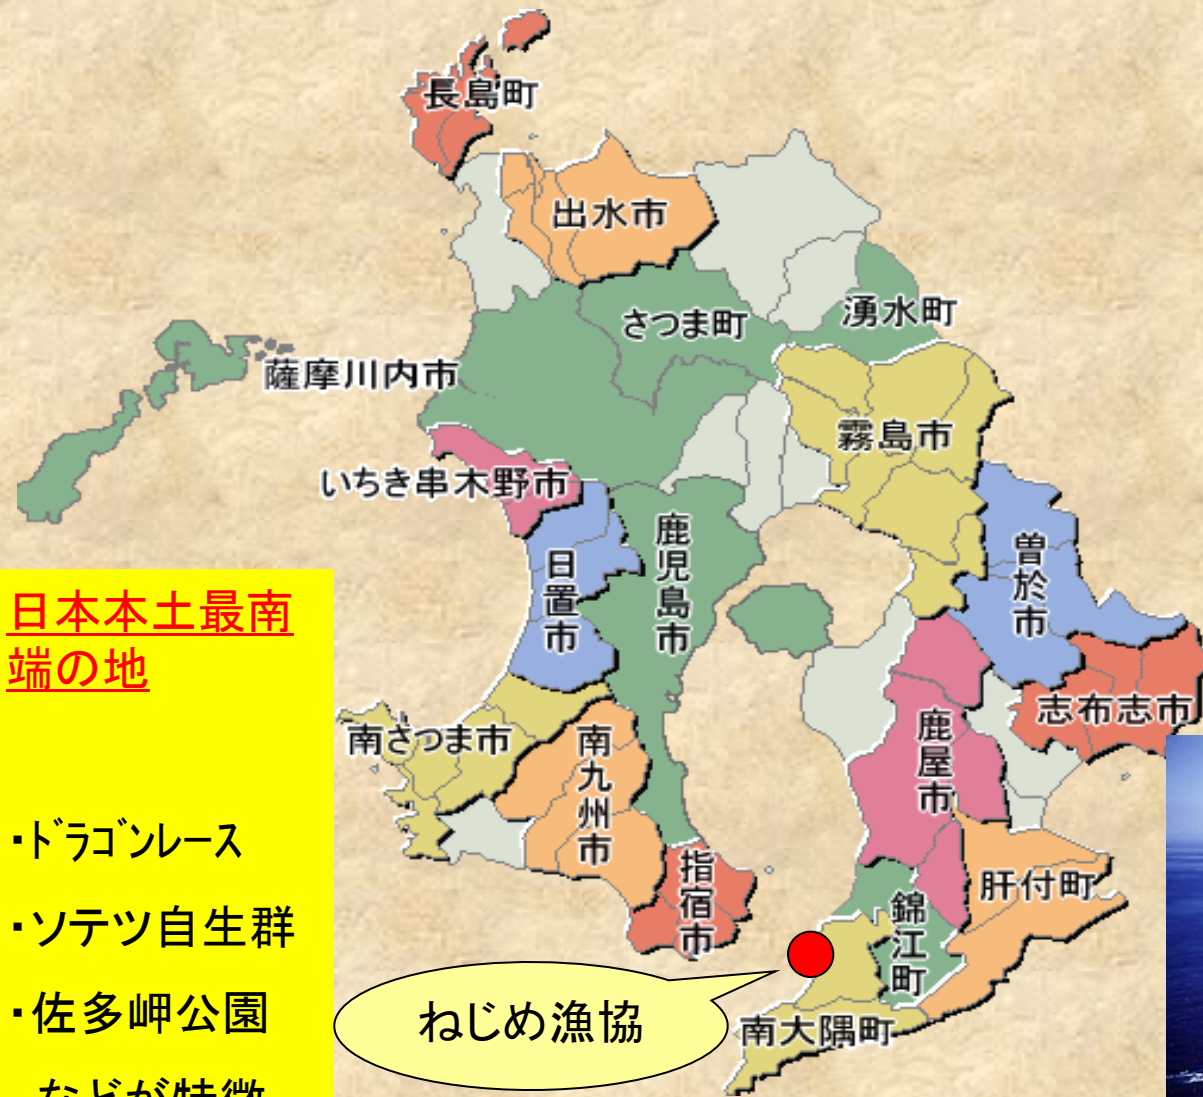 長島町
出水市
さつま町
湧水町
薩摩川内市
霧島市
いちき串木野市
鹿児島市
日置市
曽於市
日本本土最南
端の地
志布志市
南さつま市
南九州市
鹿屋市
・ドラゴンレース
・ソテツ自生群
・佐多岬公園
などが特徴
指宿市
肝付町
錦江町
ねじめ漁協
南大隅町